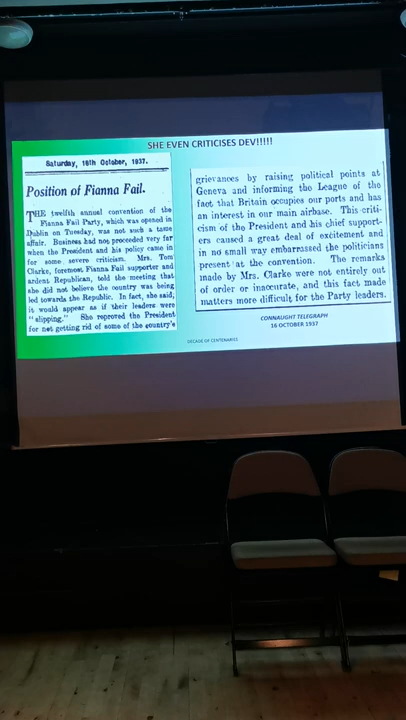 SHE EVEN CRITICISES DEV!!!!!
Saturday, 16th October, 1937.
Position of Fianna Fail.
THE twelfth annual convention of the
Fianna Fail Party, which was opened in
Dublin on Tuesday, was not such a tame
affair. Business had not proceeded very far
when the President and his policy came in
for some severe criticism. Mrs. Tom
Clarke, foremost Fianna Fail supporter and
ardent Republican, told the meeting that
she did not believe the country was being
led towards the Republic. In fact, she said,
it would appear as if their leaders were
"slipping." She reproved the President
for not getting rid of some of the country's
grievances by raising political points at
Geneva and informing the League of the
fact that Britain occupies our ports and has
an interest in our main airbase. This criti-
cism of the President and his chief support-
ers caused a great deal of excitement and
in no small way embarrassed the politicians
present at the convention. The remarks
made by Mrs. Clarke were not entirely out
of order or inaccurate, and this fact made
matters more difficult for the Party leaders.
CONNAUGHT TELEGRAPH
16 OCTOBER 1937
DECADE OF CENTENARIES